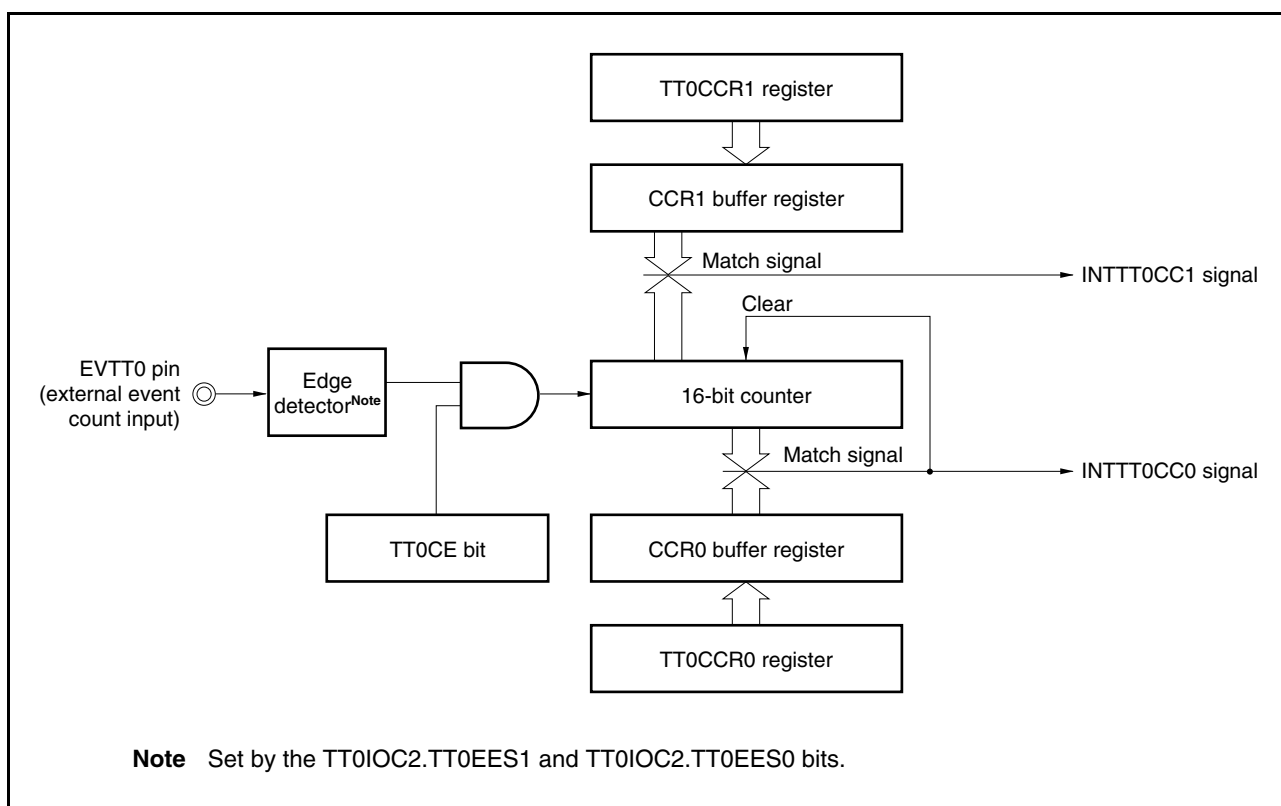 TT0CCR1 register
CCR1 buffer register
Match signal
INTTT0CC1 signal
Clear
EVTT0 pin
(external event
count input)
Edge
detectorNote
16-bit counter
Match signal
INTTT0CC0 signal
TT0CE bit
CCR0 buffer register
TT0CCR0 register
Note Set by the TT0IOC2.TT0EES1 and TT0IOC2.TT0EES0 bits.